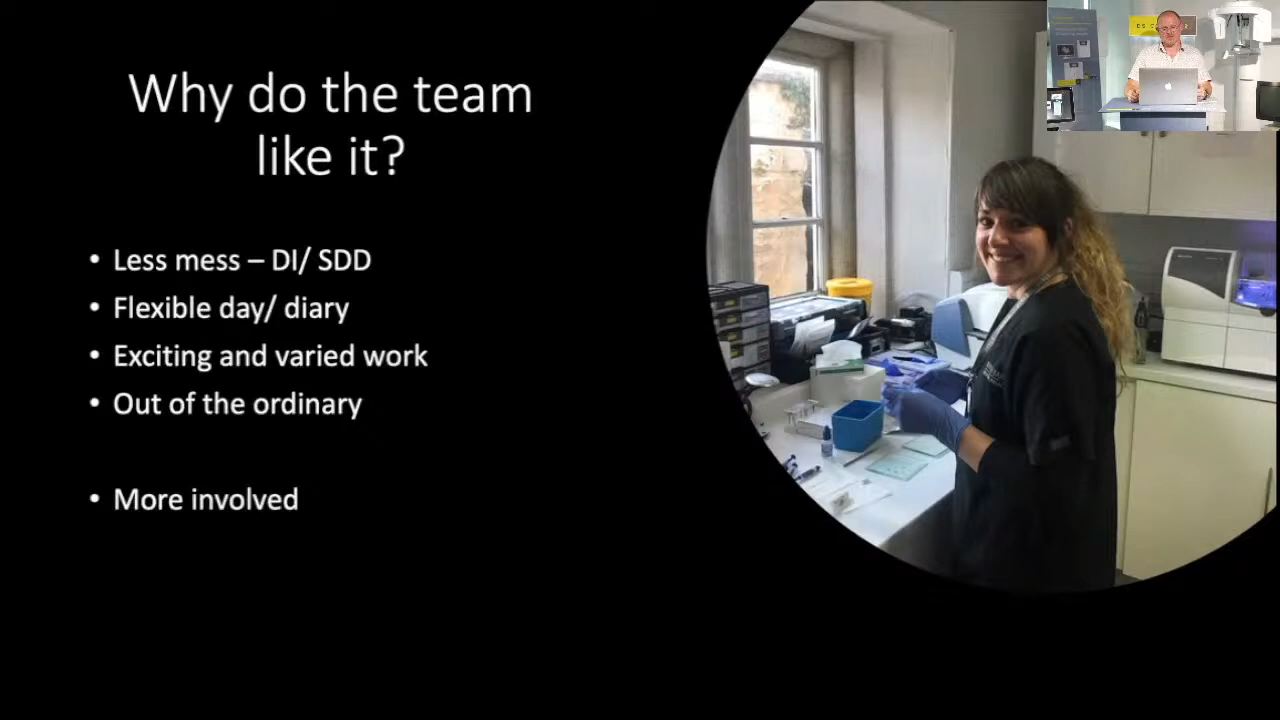 Why do the team
like it?
• Less mess – DI/ SDD
• Flexible day/ diary
• Exciting and varied work
• Out of the ordinary
• More involved